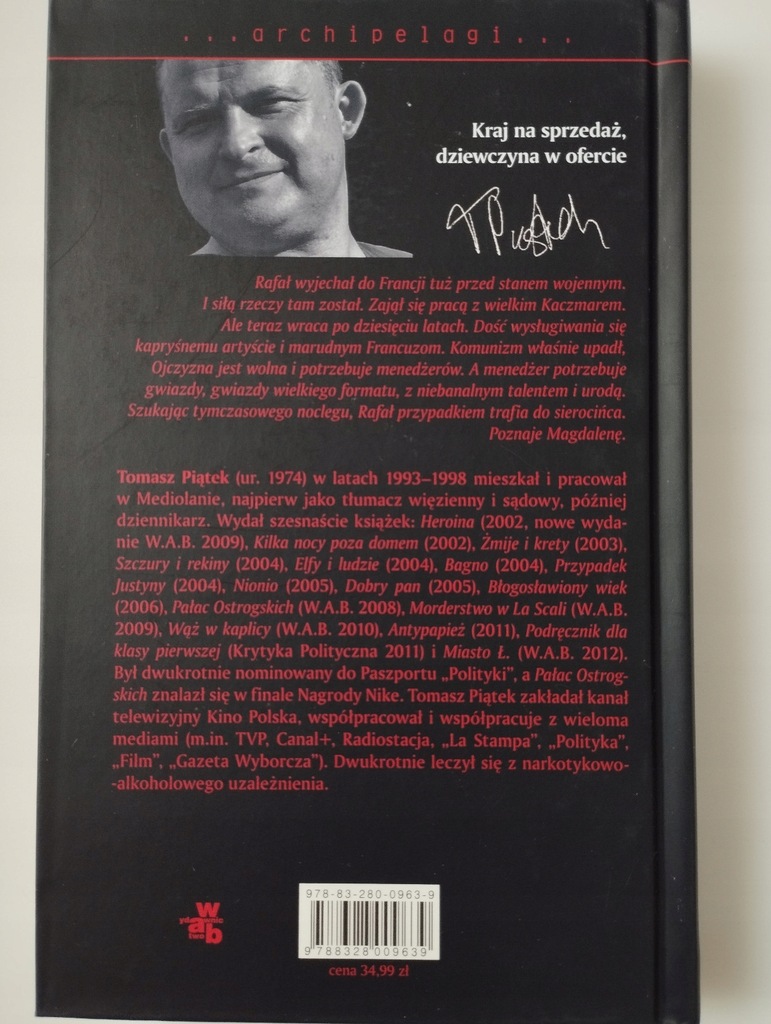 ...archipelagi...
Kraj na sprzedaż,
dziewczyna w ofercie
Rafał wyjechał do Francji tuż przed stanem wojennym.
I siłą rzeczy tam został. Zajął się pracą z wielkim Kaczmarem.
Ale teraz wraca po dziesięciu latach. Dość wysługiwania się
kapryśnemu artyście i marudnym Francuzom. Komunizm właśnie upadł,
Ojczyzna jest wolna i potrzebuje menedżerów. A menedżer potrzebuje
gwiazdy, gwiazdy wielkiego formatu, z niebanalnym talentem i urodą.
Szukając tymczasowego noclegu, Rafał przypadkiem trafia do sierocińca.
Poznaje Magdalenę.
Tomasz Piątek (ur. 1974) w latach 1993–1998 mieszkał i pracował
w Mediolanie, najpierw jako tłumacz więzienny i sądowy, później
dziennikarz. Wydał szesnaście książek: Heroina (2002, nowe wyda-
nie W.A.B. 2009), Kilka nocy poza domem (2002), Żmije i krety (2003),
Szczury i rekiny (2004), Elfy i ludzie (2004), Bagno (2004), Przypadek
Justyny (2004), Nionio (2005), Dobry pan (2005), Błogosławiony wiek
(2006), Pałac Ostrogskich (W.A.B. 2008), Morderstwo w La Scali (W.A.B.
2009), Wąż w kaplicy (W.A.B. 2010), Antypapież (2011), Podręcznik dla
klasy pierwszej (Krytyka Polityczna 2011) i Miasto Ł. (W.A.B. 2012).
Był dwukrotnie nominowany do Paszportu „Polityki”, a Pałac Ostrog-
skich znalazł się w finale Nagrody Nike. Tomasz Piątek zakładał kanał
telewizyjny Kino Polska, współpracował i współpracuje z wieloma
mediami (m.in. TVP, Canal+, Radiostacja, „La Stampa”, „Polityka”,
„Film”, „Gazeta Wyborcza”). Dwukrotnie leczył się z narkotykowo-
-alkoholowego uzależnienia.
w
ydawnic
a
two
b
978-83-280-0963-9
9 788328 009639
cena 34,99 zł